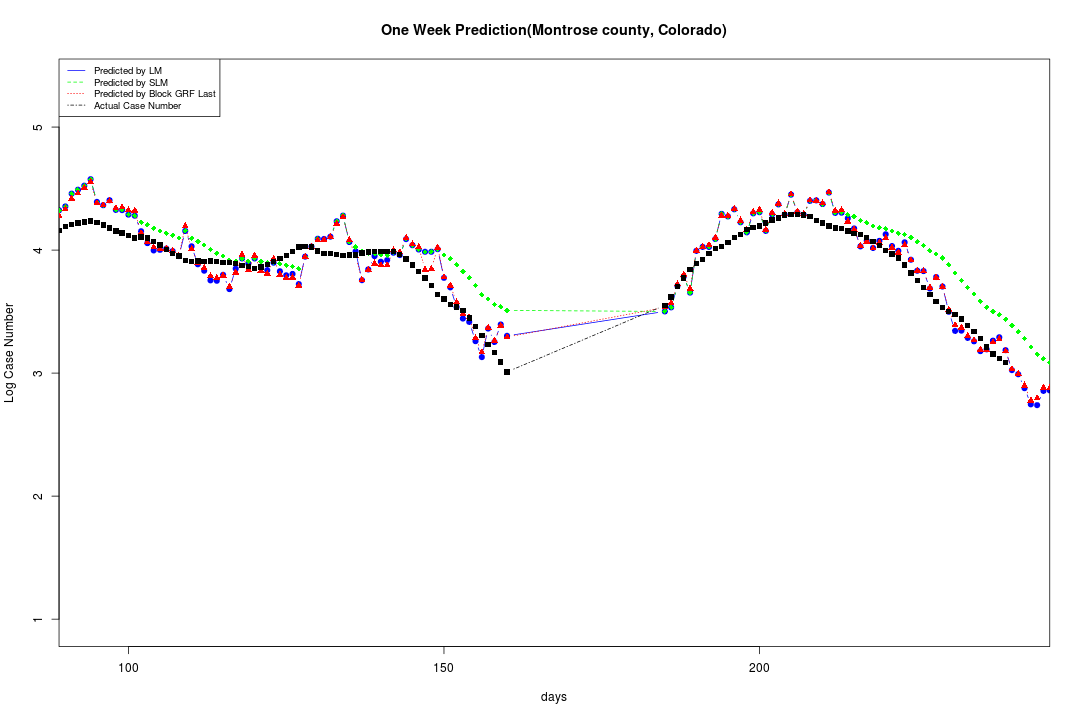 One Week Prediction(Montrose county, Colorado)
Predicted by LM
Predicted by SLM
Predicted by Block GRF Last
Actual Case Number
5
4
3
2
1
Log Case Number
100
150
200
days